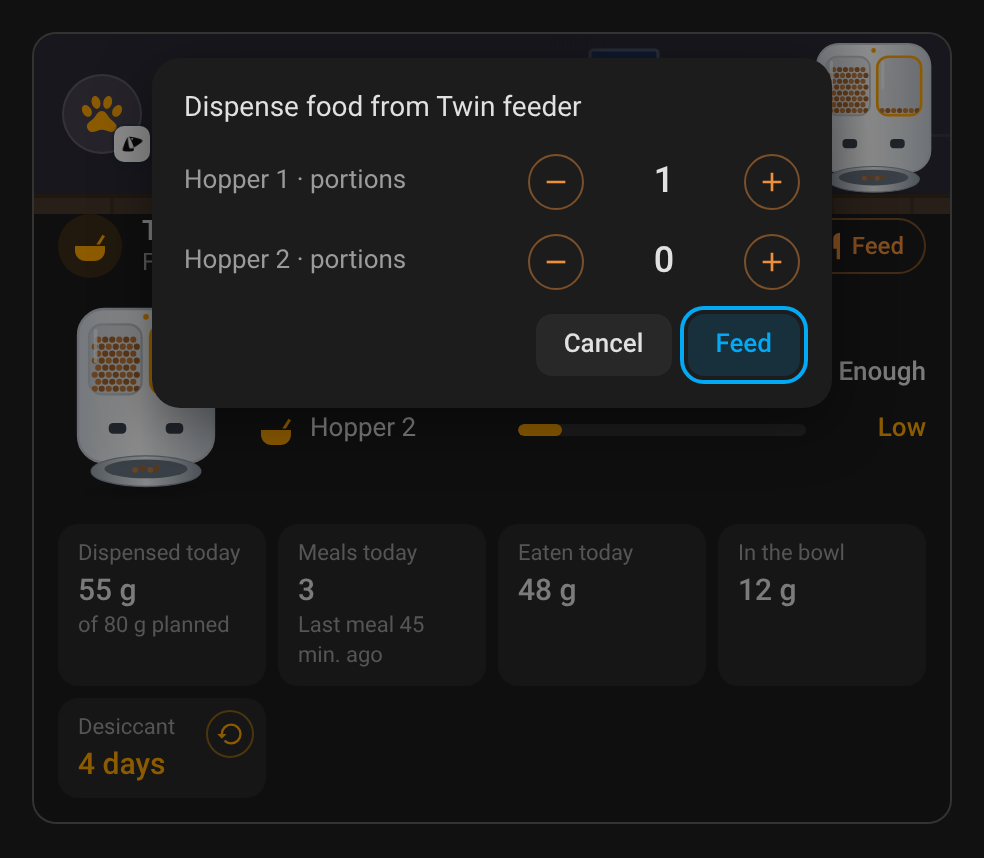 Dispense food from Twin feeder
Hopper 1 · portions
1
Hopper 2 · portions
0
Cancel
Feed
Feed
Enough
Hopper 2
Low
Dispensed today
55 g
of 80 g planned
Meals today
3
Last meal 45
min. ago
Eaten today
48 g
In the bowl
12 g
Desiccant
4 days